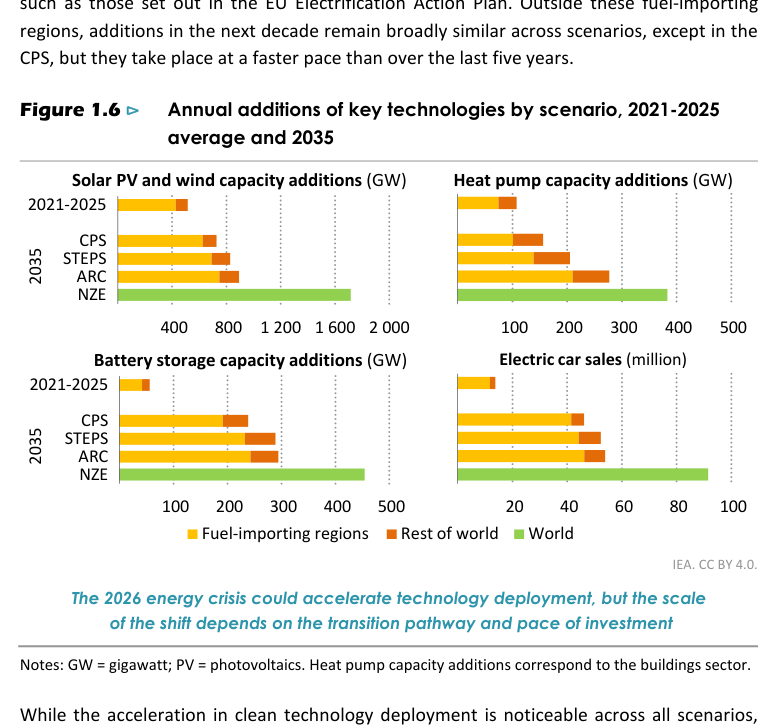 such as those set out in the EU Electrification Action Plan. Outside these fuel-importing
regions, additions in the next decade remain broadly similar across scenarios, except in the
CPS, but they take place at a faster pace than over the last five years.
Figure 1.6 ▻ Annual additions of key technologies by scenario, 2021-2025
average and 2035
Solar PV and wind capacity additions (GW)
2021-2025
2035
CPS
STEPS
ARC
NZE
400 800 1 200 1 600 2 000
Heat pump capacity additions (GW)
100 200 300 400 500
Battery storage capacity additions (GW)
2021-2025
2035
CPS
STEPS
ARC
NZE
100 200 300 400 500
Electric car sales (million)
20 40 60 80 100
Fuel-importing regions Rest of world World
IEA. CC BY 4.0.
The 2026 energy crisis could accelerate technology deployment, but the scale
of the shift depends on the transition pathway and pace of investment
Notes: GW = gigawatt; PV = photovoltaics. Heat pump capacity additions correspond to the buildings sector.
While the acceleration in clean technology deployment is noticeable across all scenarios,